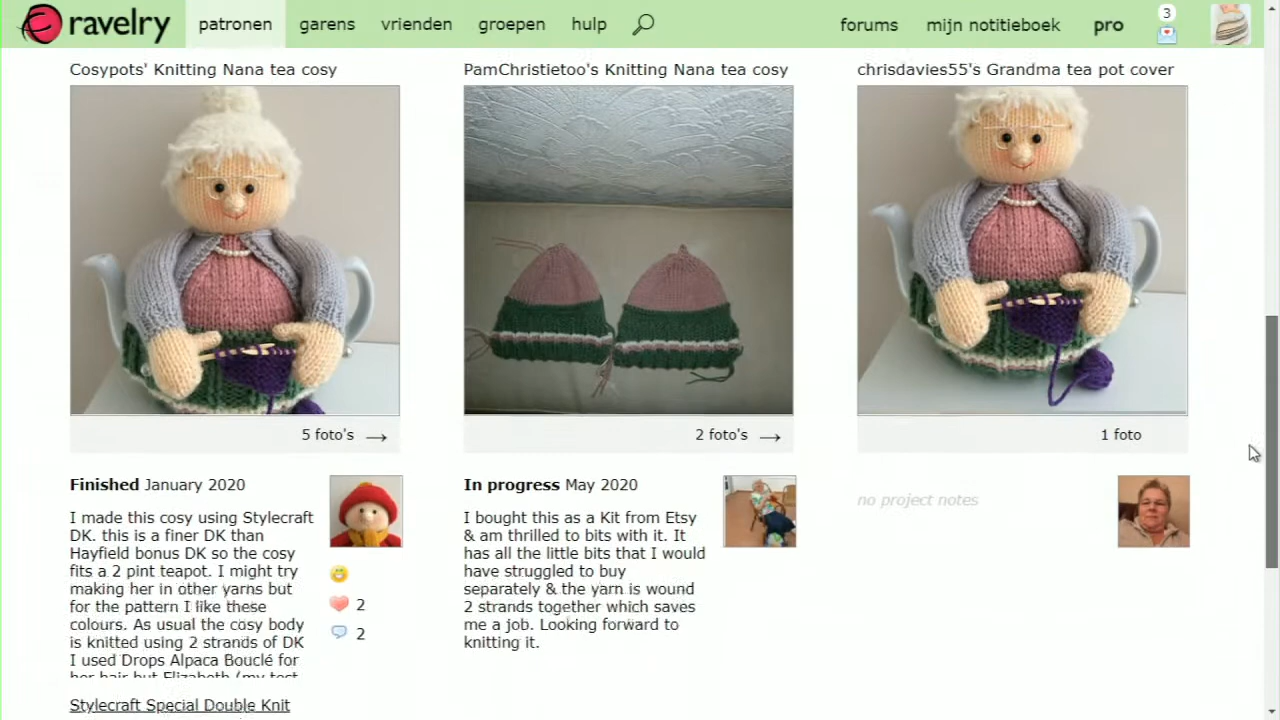 ravelry patronen garens vrienden groepen hulp forums mijn notitieboek pro 3
Cosypots' Knitting Nana tea cosy
5 foto's →
Finished January 2020
I made this cosy using Stylecraft
DK. this is a finer DK than
Hayfield bonus DK so the cosy
fits a 2 pint teapot. I might try
making her in other yarns but
for the pattern I like these
colours. As usual the cosy body
is knitted using 2 strands of DK
I used Drops Alpaca Bouclé for
her hair but Elizabeth (my test
2
2
Stylecraft Special Double Knit
PamChristietoo's Knitting Nana tea cosy
2 foto's →
In progress May 2020
I bought this as a Kit from Etsy
& am thrilled to bits with it. It
has all the little bits that I would
have struggled to buy
separately & the yarn is wound
2 strands together which saves
me a job. Looking forward to
knitting it.
chrisdavies55's Grandma tea pot cover
1 foto
no project notes